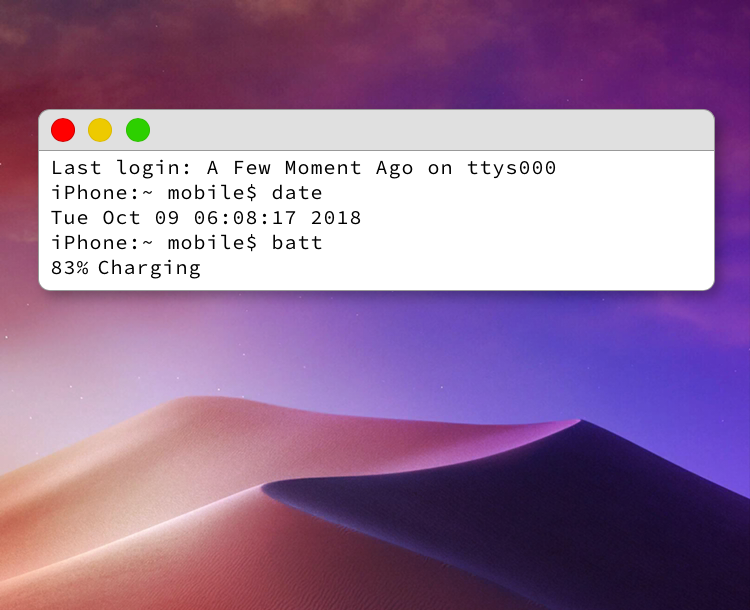 Last login: A Few Moment Ago on ttys000
iPhone:~ mobile$ date
Tue Oct 09 06:08:17 2018
iPhone:~ mobile$ batt
83% Charging